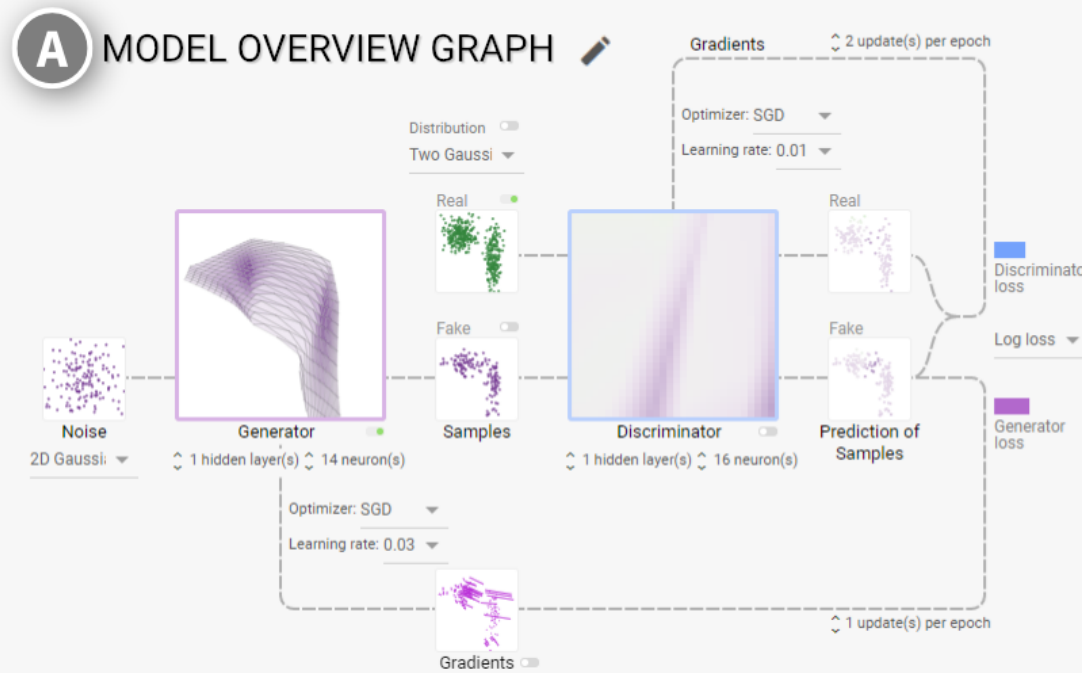 A MODEL OVERVIEW GRAPH
Gradients
2 update(s) per epoch
Optimizer: SGD
Learning rate: 0.01
Distribution
Two Gaussi
Real
Real
Discriminato
loss
Fake
Fake
Log loss
Noise
Generator
Samples
Discriminator
Prediction of
Samples
Generator
loss
2D Gaussi
1 hidden layer(s) 14 neuron(s)
1 hidden layer(s) 16 neuron(s)
Optimizer: SGD
Learning rate: 0.03
1 update(s) per epoch
Gradients